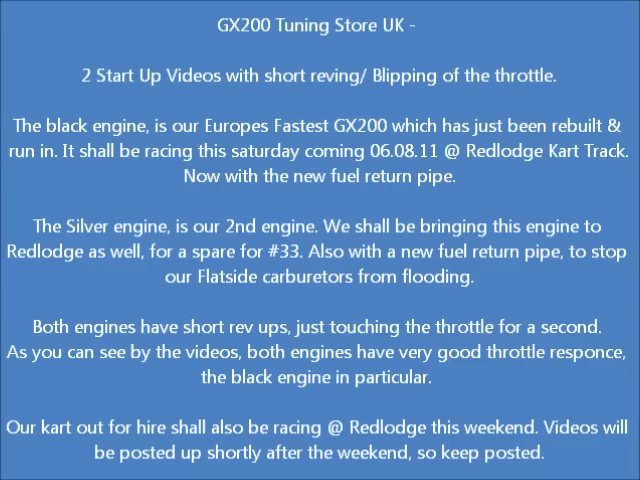 GX200 Tuning Store UK -
2 Start Up Videos with short reving/ Blipping of the throttle.
The black engine, is our Europes Fastest GX200 which has just been rebuilt &
run in. It shall be racing this saturday coming 06.08.11 @ Redlodge Kart Track.
Now with the new fuel return pipe.
The Silver engine, is our 2nd engine. We shall be bringing this engine to
Redlodge as well, for a spare for #33. Also with a new fuel return pipe, to stop
our Flatside carburetors from flooding.
Both engines have short rev ups, just touching the throttle for a second.
As you can see by the videos, both engines have very good throttle responce,
the black engine in particular.
Our kart out for hire shall also be racing @ Redlodge this weekend. Videos will
be posted up shortly after the weekend, so keep posted.